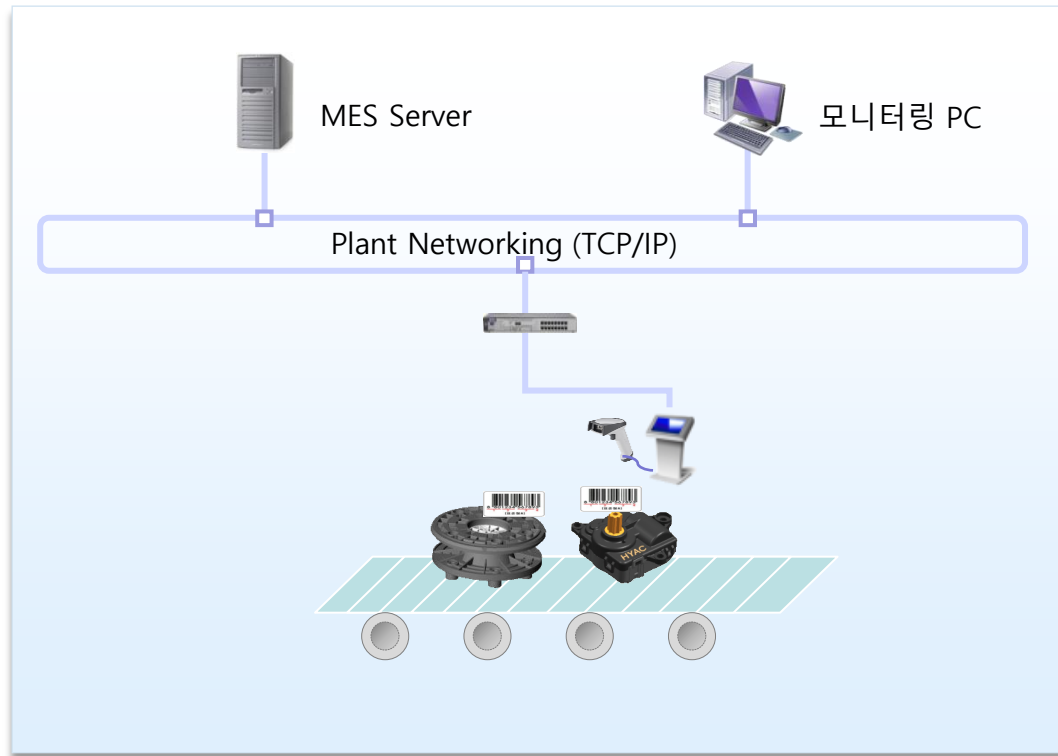 MES Server
모니터링 PC
Plant Networking (TCP/IP)
HYAC